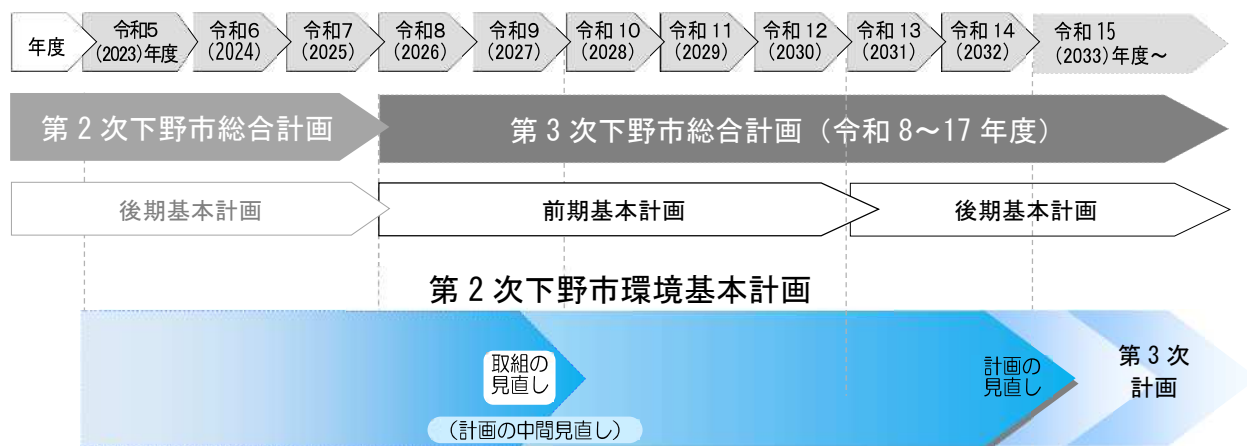 年度
令和5
(2023)年度
令和6
(2024)
令和7
(2025)
令和8
(2026)
令和9
(2027)
令和10
(2028)
令和11
(2029)
令和12
(2030)
令和13
(2031)
令和14
(2032)
令和15
(2033)年度～
第2次下野市総合計画
第3次下野市総合計画（令和8～17年度）
後期基本計画
前期基本計画
後期基本計画
第2次下野市環境基本計画
取組の
見直し
（計画の中間見直し）
計画の
見直し
第3次
計画